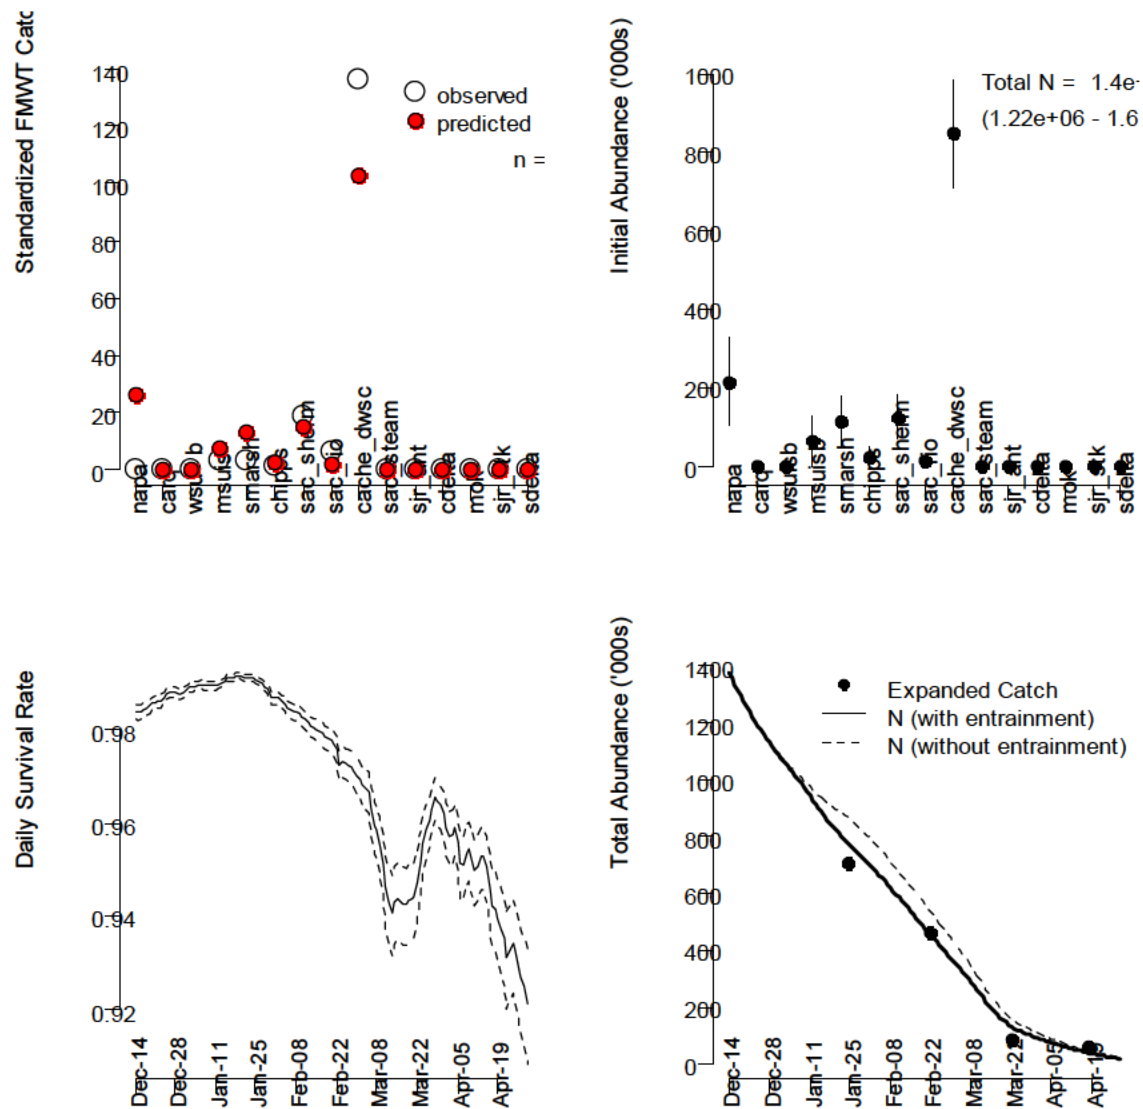 Standardized FMWT Catc
140
120
100
80
60
40
20
0
observed
predicted
n =
napa
carq_
wsuisb
msuisb
smarsh
chipps
sac_sherm
sac_rio
cache_dwsc
sac_steam
sjr_ant
cdelta
mok
sjr_stk
sdelta
Initial Abundance ('000s)
1000
800
600
400
200
0
Total N = 1.4e-
(1.22e+06 - 1.6
napa
carq_
wsuisb
msuisb
smarsh
chipps
sac_sherm
sac_rio
cache_dwsc
sac_steam
sjr_ant
cdelta
mok
sjr_stk
sdelta
Daily Survival Rate
0.98
0.96
0.94
0.92
Dec-14
Dec-28
Jan-11
Jan-25
Feb-08
Feb-22
Mar-08
Mar-22
Apr-05
Apr-19
Total Abundance ('000s)
1400
1200
1000
800
600
400
200
0
Expanded Catch
N (with entrainment)
N (without entrainment)
Dec-14
Dec-28
Jan-11
Jan-25
Feb-08
Feb-22
Mar-08
Mar-22
Apr-05
Apr-19